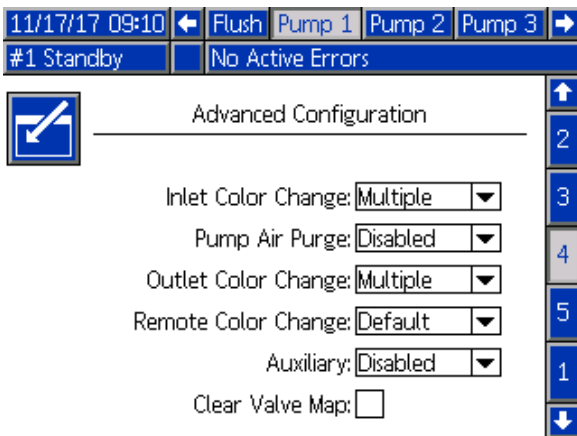 11/17/17 09:10 Flush Pump 1 Pump 2 Pump 3
#1 Standby No Active Errors
Advanced Configuration
2
Inlet Color Change: Multiple
3
Pump Air Purge: Disabled
4
Outlet Color Change: Multiple
Remote Color Change: Default
5
Auxiliary: Disabled
1
Clear Valve Map: